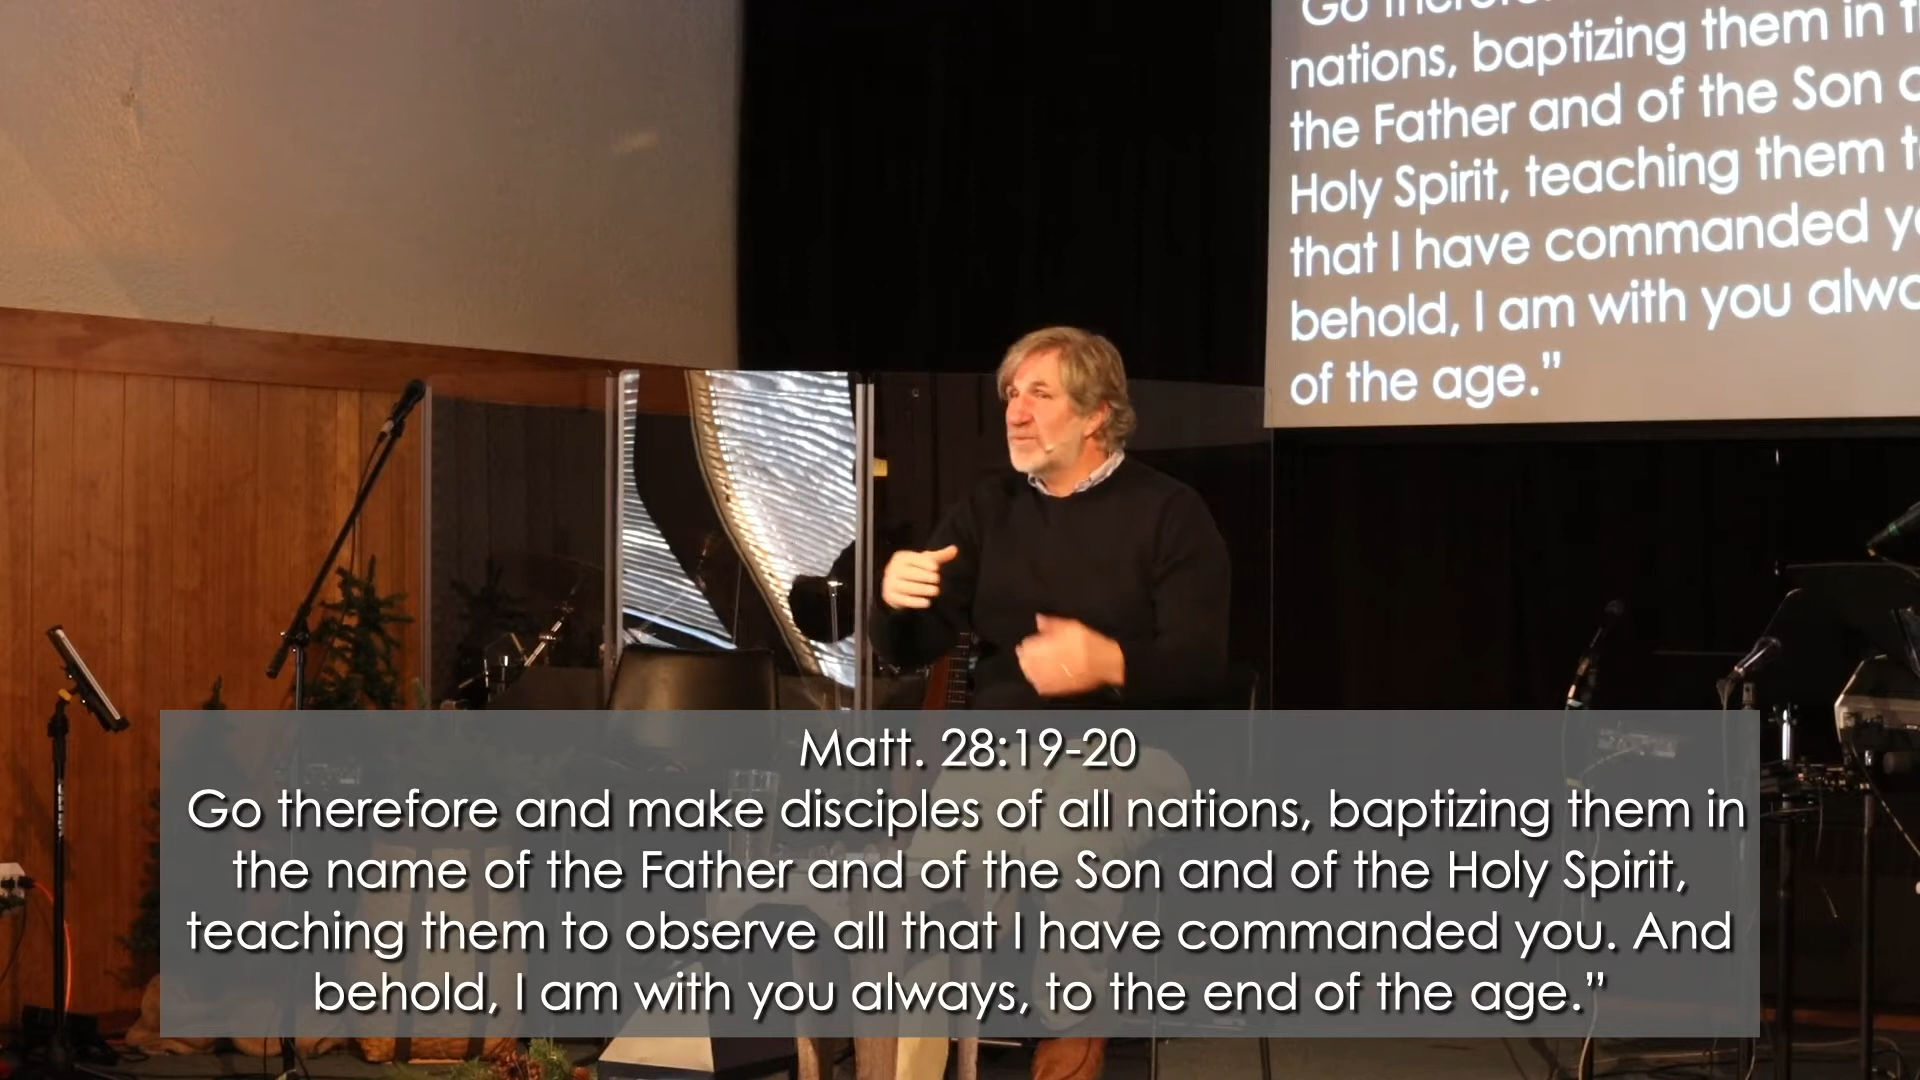 Go
nations, baptizing them in
the Father and of the Son
Holy Spirit, teaching them
that I have commanded
behold, I am with you
of the age.”
Matt. 28:19-20
Go therefore and make disciples of all nations, baptizing them in
the name of the Father and of the Son and of the Holy Spirit,
teaching them to observe all that I have commanded you. And
behold, I am with you always, to the end of the age.”